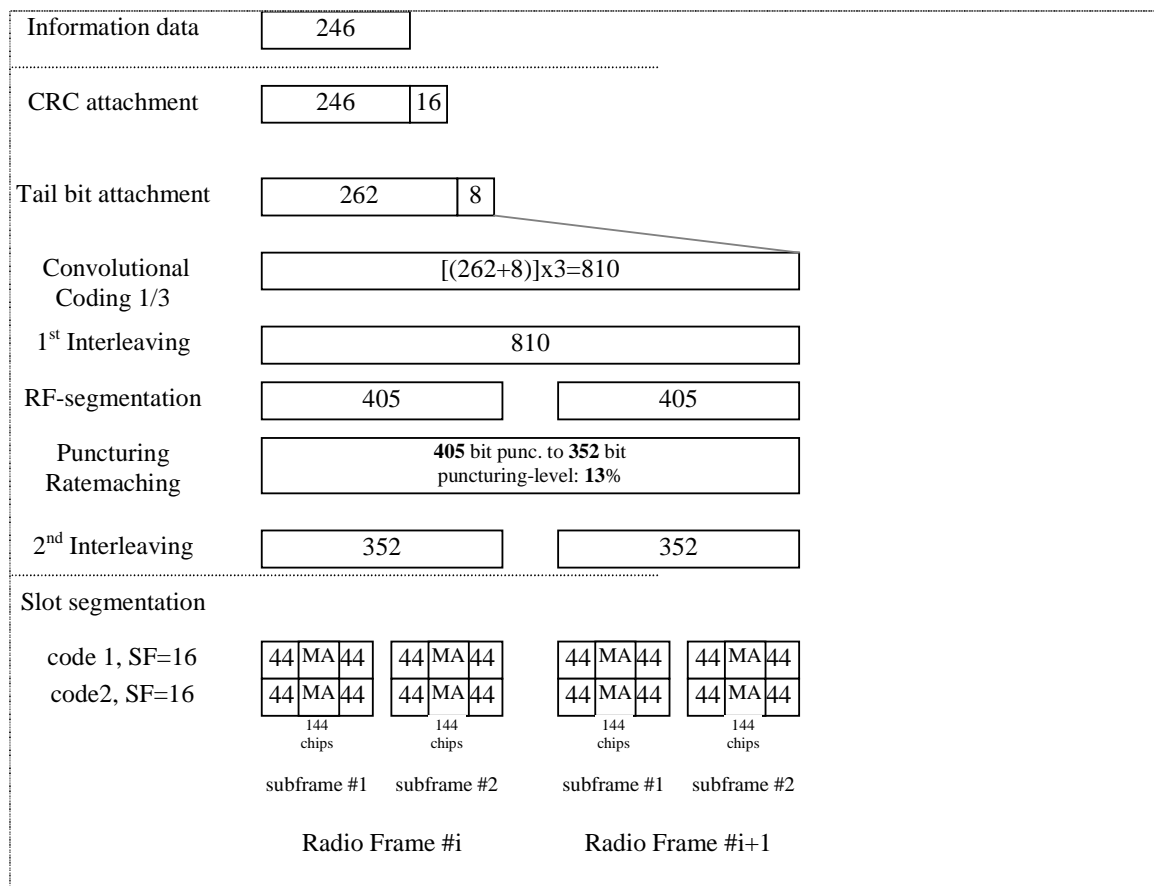 Information data 246
CRC attachment 246 16
Tail bit attachment 262 8
Convolutional
Coding 1/3
[(262+8)]x3=810
1st Interleaving 810
RF-segmentation 405 405
Puncturing
Ratemaching
405 bit punc. to 352 bit
puncturing-level: 13%
2nd Interleaving 352 352
Slot segmentation
code 1, SF=16 44 MA 44 44 MA 44 44 MA 44 44 MA 44
code2, SF=16 44 MA 44 44 MA 44 44 MA 44 44 MA 44
144 144 144 144
chips chips chips chips
subframe #1 subframe #2 subframe #1 subframe #2
Radio Frame #i Radio Frame #i+1